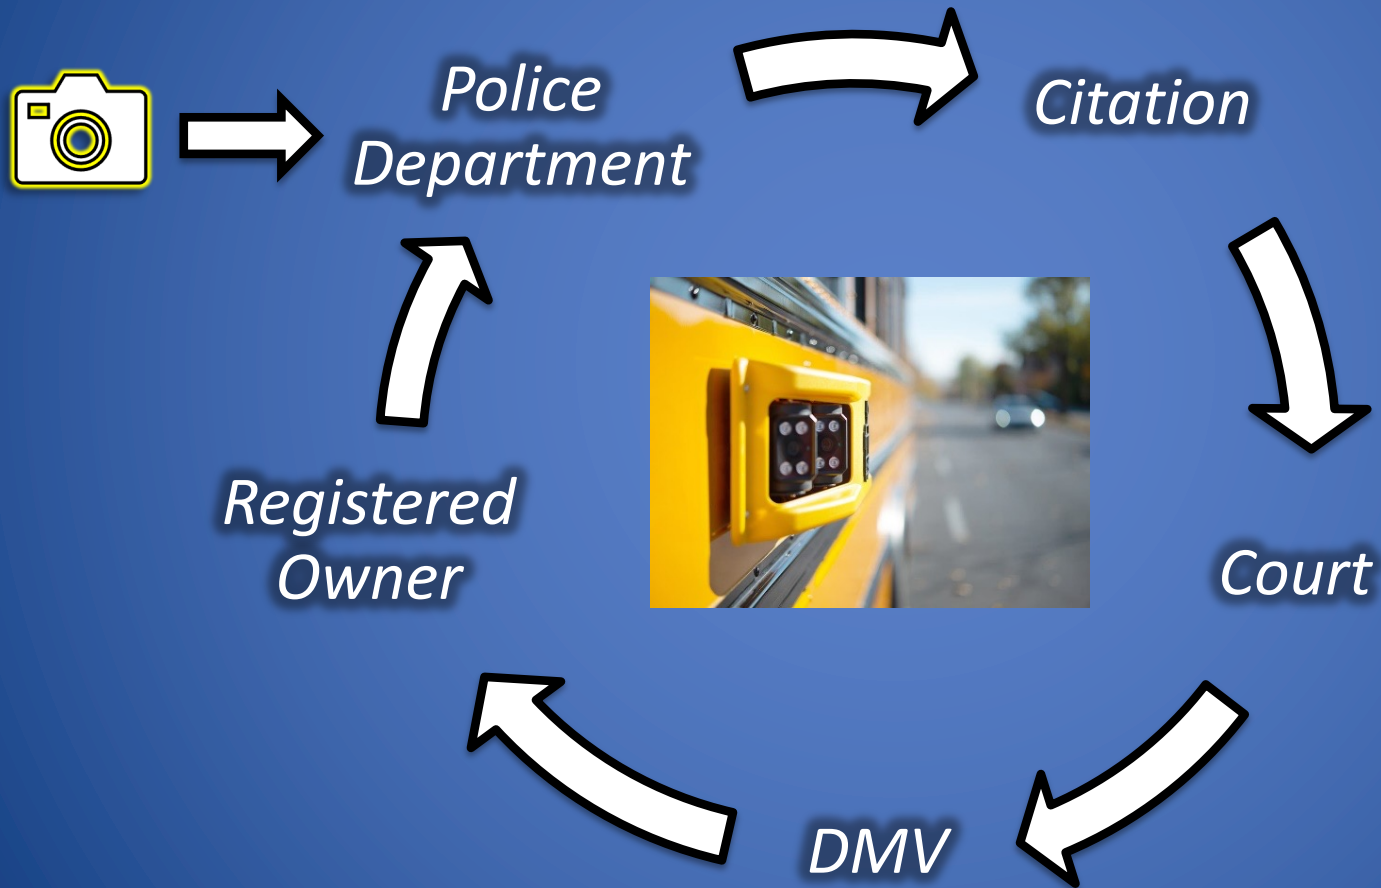 Police
Department
Citation
Registered
Owner
Court
DMV